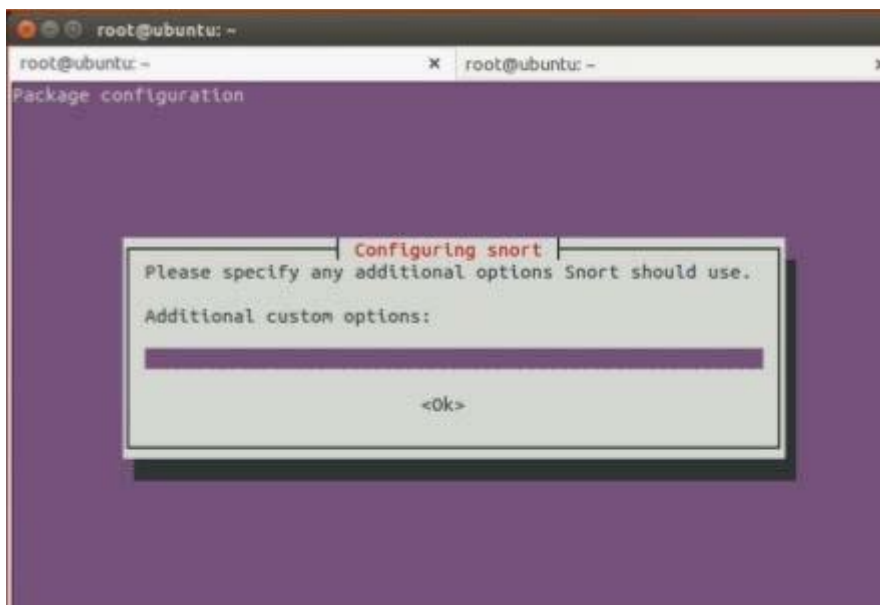 root@ubuntu: ~
root@ubuntu: ~ × root@ubuntu: ~
Package configuration
Configuring snort
Please specify any additional options Snort should use.
Additional custom options:
<Ok>